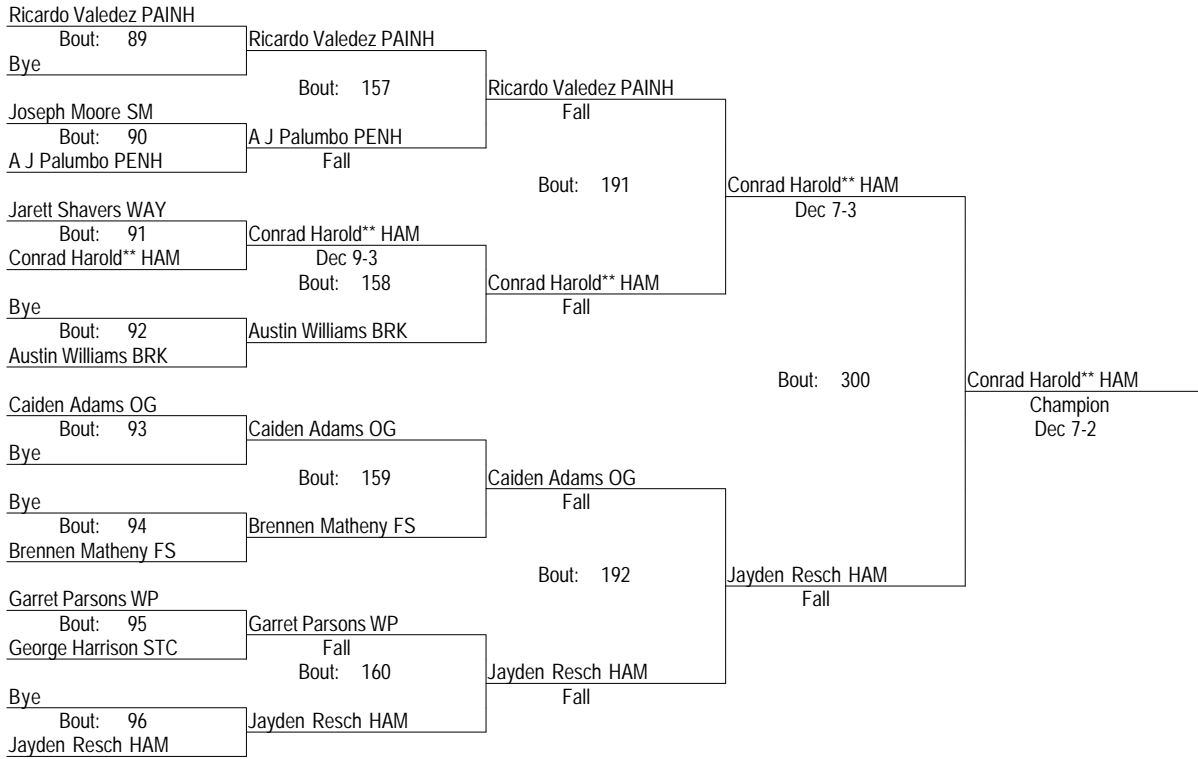 Ricardo Valedez PAINH
Bout: 89
Bye
Joseph Moore SM
Bout: 90
A J Palumbo PENH
Jarett Shavers WAY
Bout: 91
Conrad Harold** HAM
Bye
Bout: 92
Austin Williams BRK
Caiden Adams OG
Bout: 93
Bye
Bye
Bout: 94
Brennen Matheny FS
Garret Parsons WP
Bout: 95
George Harrison STC
Bye
Bout: 96
Jayden Resch HAM
Ricardo Valedez PAINH
Bout: 157
A J Palumbo PENH
Fall
Conrad Harold** HAM
Dec 9-3
Bout: 158
Austin Williams BRK
Caiden Adams OG
Bout: 159
Brennen Matheny FS
Garret Parsons WP
Fall
Bout: 160
Jayden Resch HAM
Ricardo Valedez PAINH
Fall
Bout: 191
Conrad Harold** HAM
Fall
Caiden Adams OG
Fall
Bout: 192
Jayden Resch HAM
Fall
Conrad Harold** HAM
Dec 7-3
Bout: 300
Jayden Resch HAM
Fall
Conrad Harold** HAM
Champion
Dec 7-2